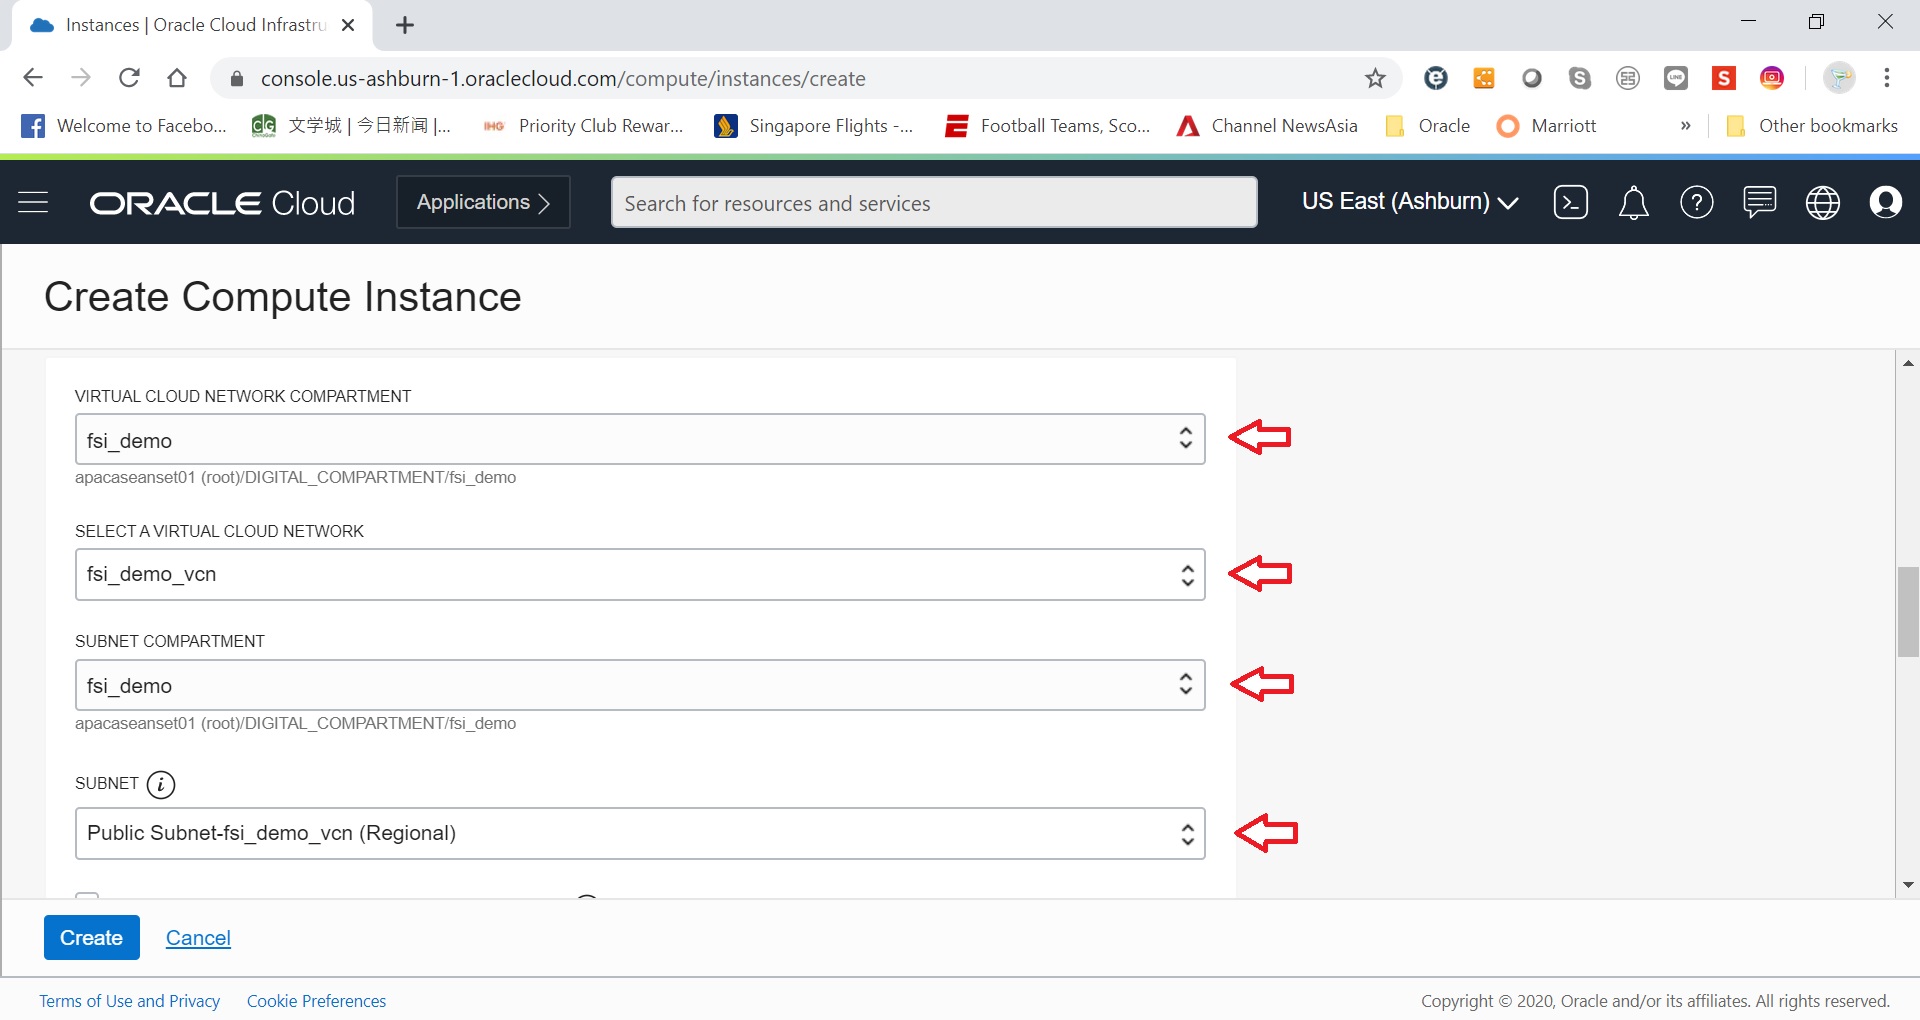 Instances | Oracle Cloud Infrastru
console.us-ashburn-1.oraclecloud.com/compute/instances/create
Welcome to Facebo... 文学城 | 今日新闻 |... IHG Priority Club Rewar... Singapore Flights -... Football Teams, Sco... Channel NewsAsia Oracle Marriott » Other bookmarks
ORACLE Cloud Applications Search for resources and services US East (Ashburn)
Create Compute Instance
VIRTUAL CLOUD NETWORK COMPARTMENT
fsi_demo
apacaseanset01 (root)/DIGITAL_COMPARTMENT/fsi_demo
SELECT A VIRTUAL CLOUD NETWORK
fsi_demo_vcn
SUBNET COMPARTMENT
fsi_demo
apacaseanset01 (root)/DIGITAL_COMPARTMENT/fsi_demo
SUBNET i
Public Subnet-fsi_demo_vcn (Regional)
Create Cancel
Terms of Use and Privacy Cookie Preferences Copyright © 2020, Oracle and/or its affiliates. All rights reserved.